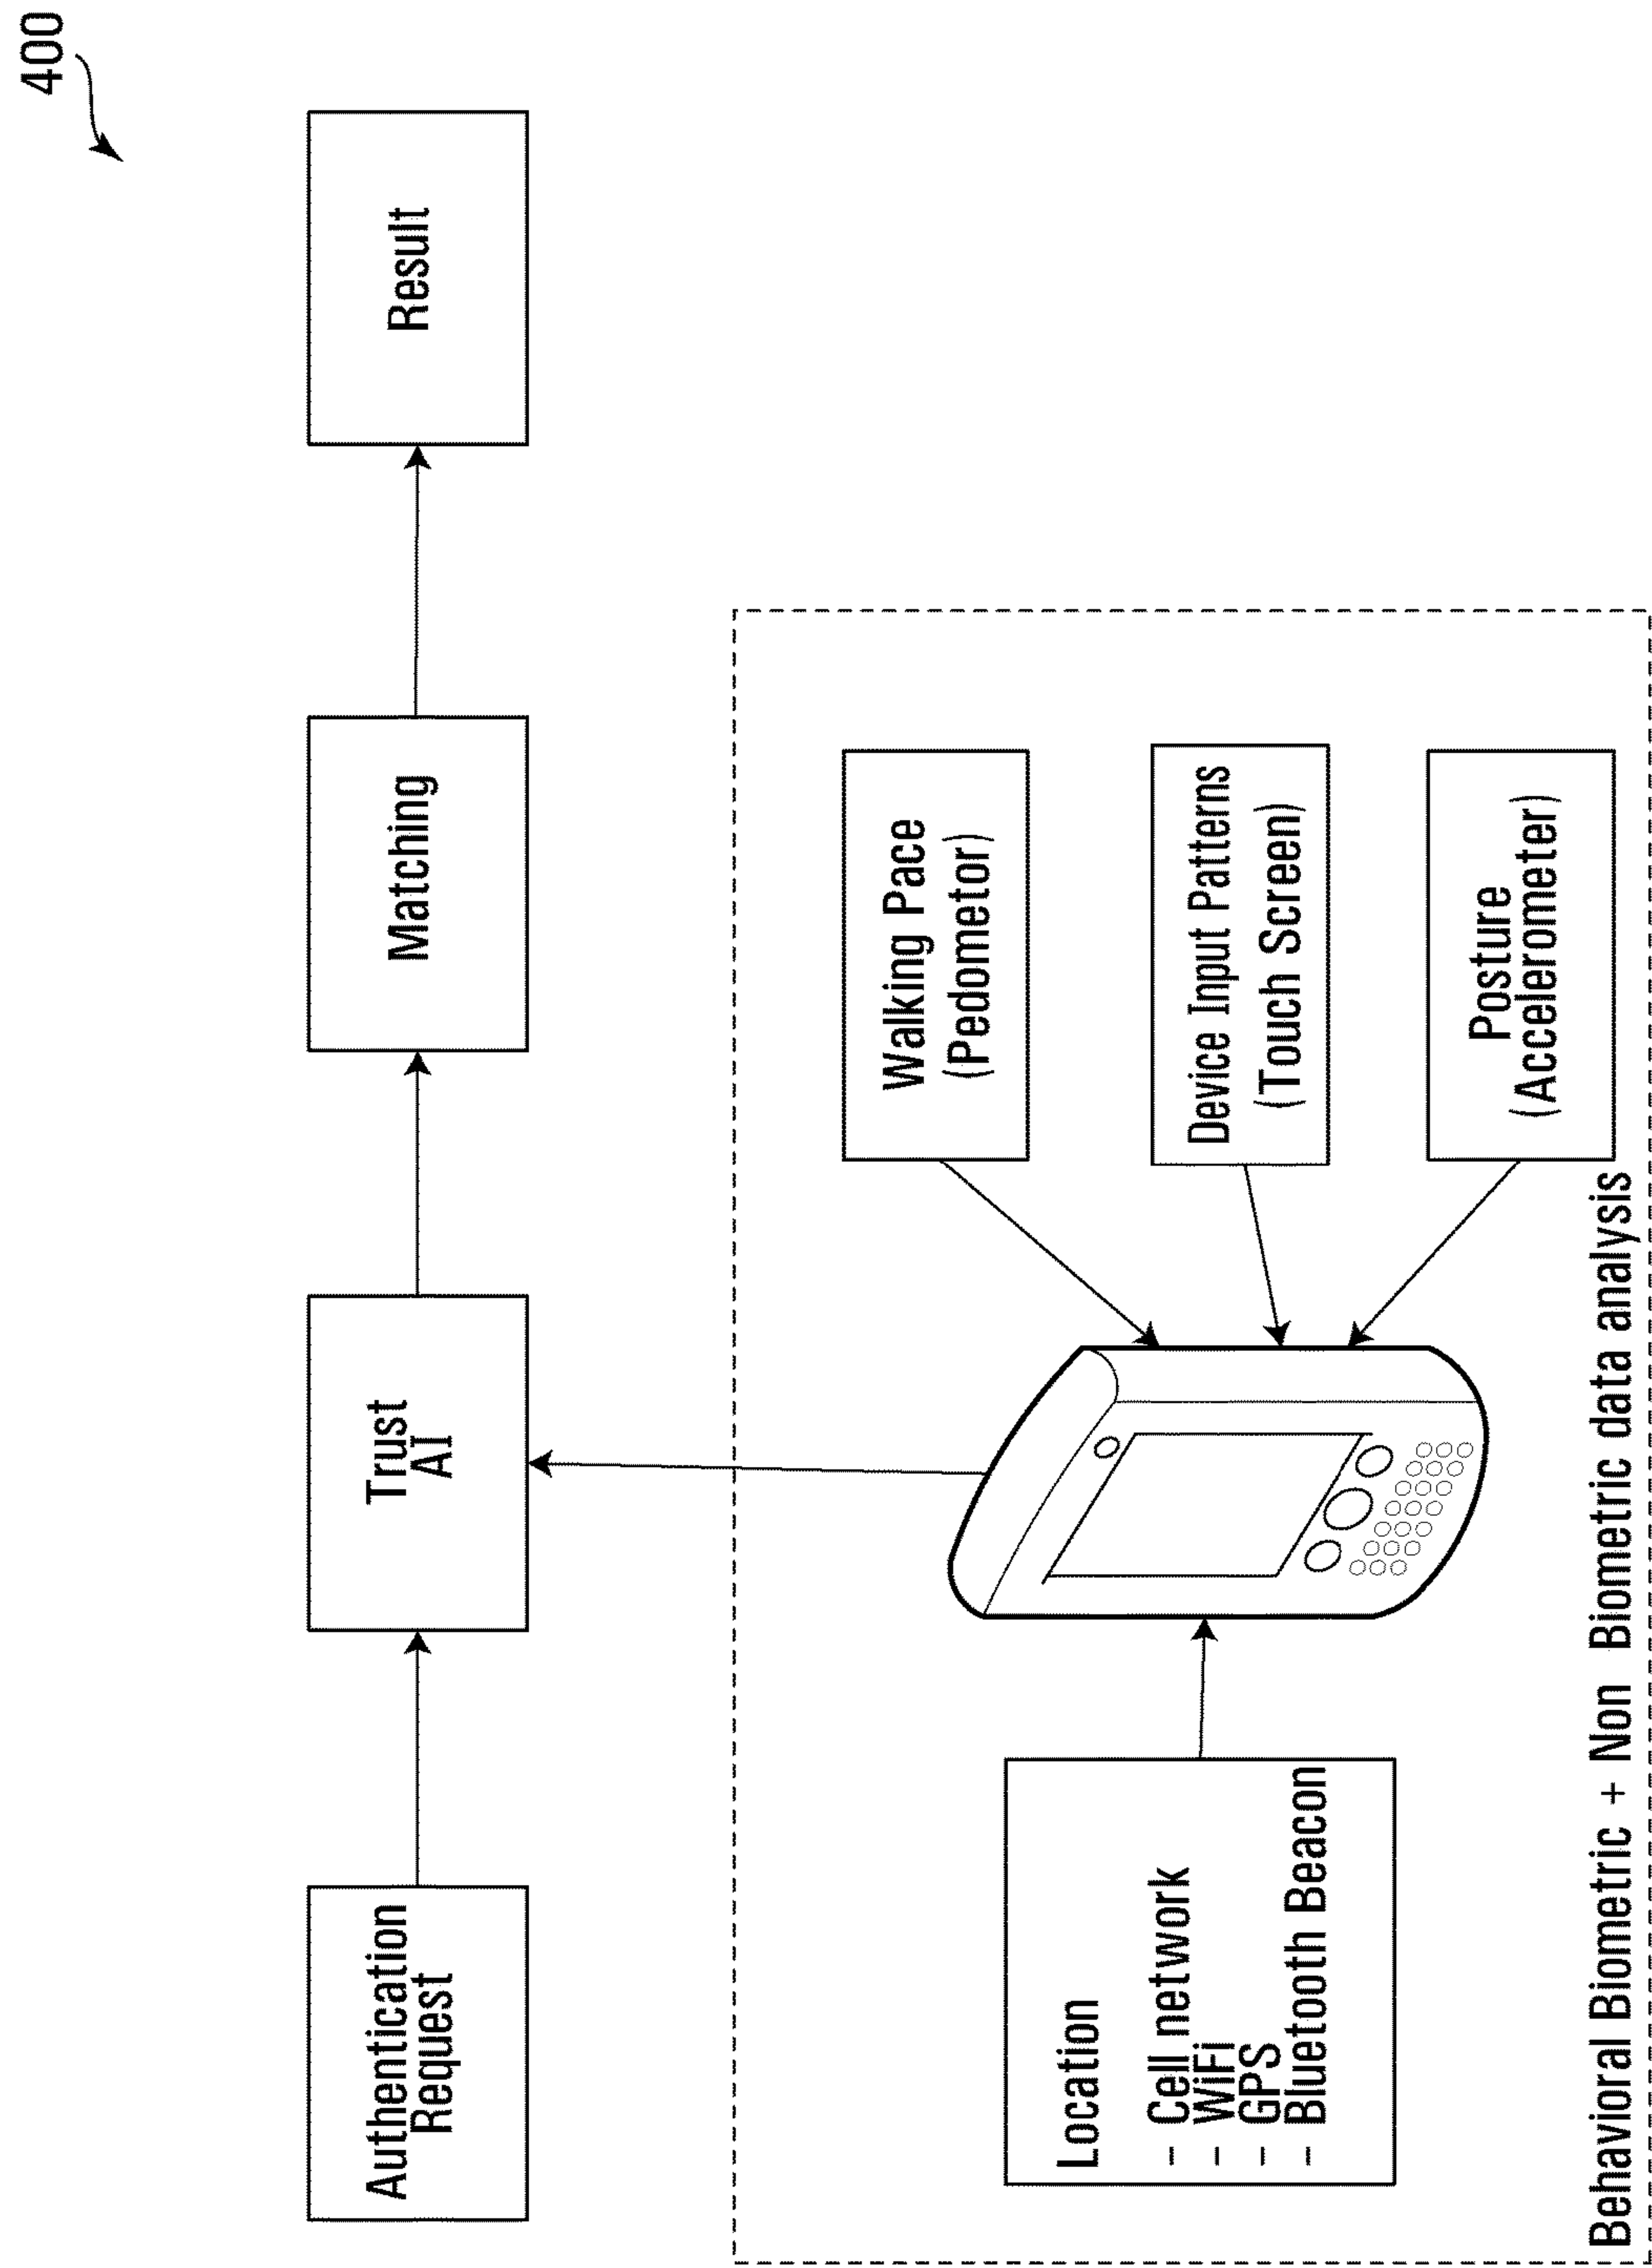 400
Authentication
Request
Trust
AI
Matching
Result
Location
- Cell network
- WiFi
- GPS
- Bluetooth Beacon
Walking Pace
(Pedometor)
Device Input Patterns
(Touch Screen)
Posture
(Accelerometer)
Behavioral Biometric + Non Biometric data analysis